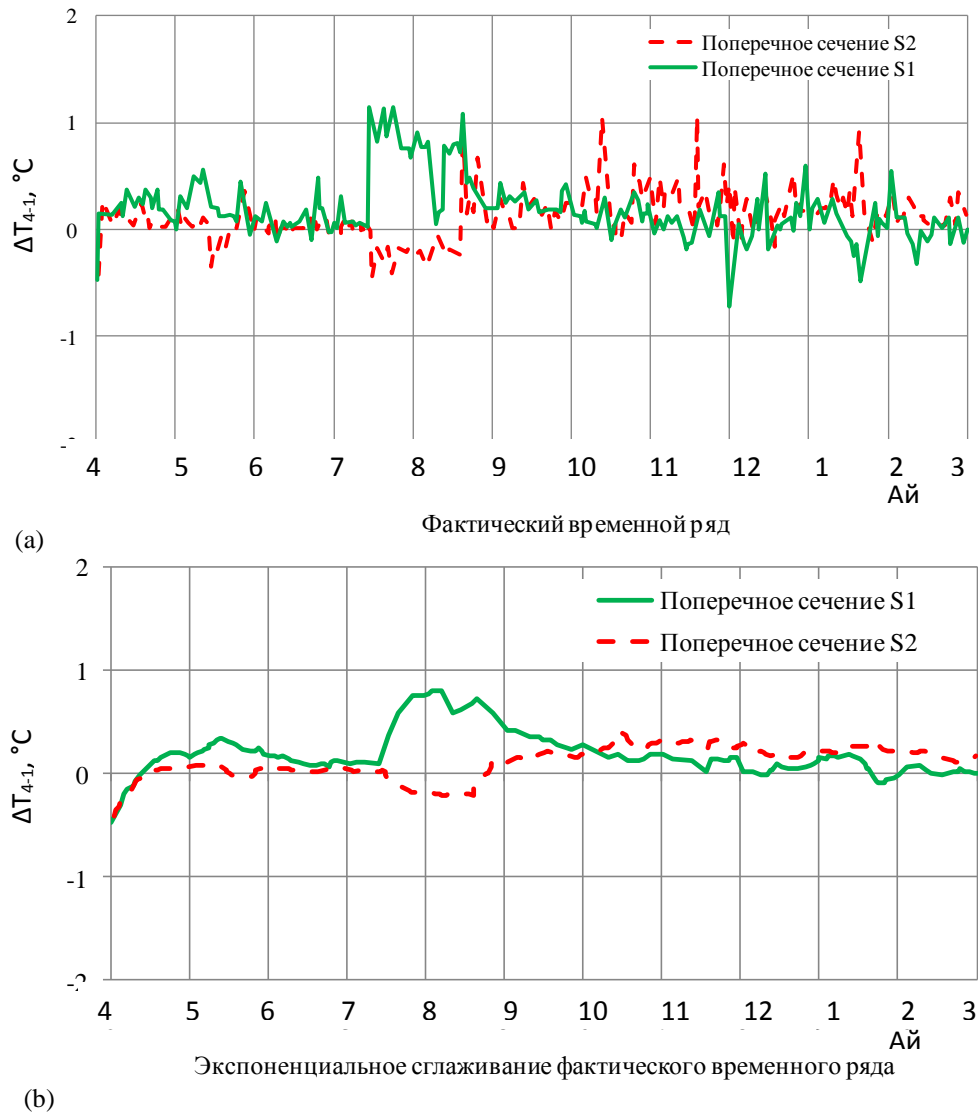 2
Поперечное сечение S2
Поперечное сечение S1
1
ΔT4-1, °C
0
-1
4 5 6 7 8 9 10 11 12 1 2 3
Ай
Фактический временной ряд
(a)
2
Поперечное сечение S1
Поперечное сечение S2
1
ΔT4-1, °C
0
-1
-2
4 5 6 7 8 9 10 11 12 1 2 3
Ай
Экспоненциальное сглаживание фактического временного ряда
(b)